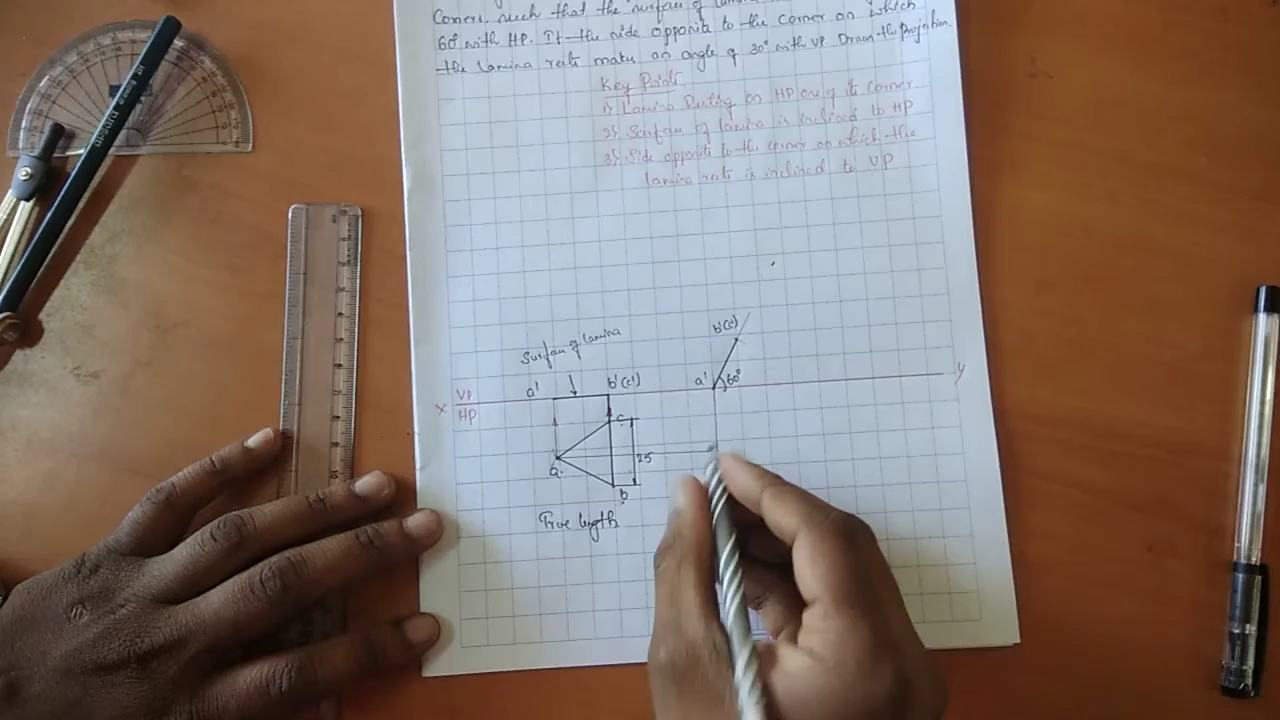 Corners such that the surface of lamina
60° with HP. If the side opposite to the corner on which
the lamina rests makes an angle of 30° with VP Drawn the Projection.
Key Points
1) Lamina Resting on HP one of its corner
2) Surface of lamina is inclined to HP
3) Side opposite to the corner on which the
lamina rests is inclined to VP
Surface of lamina
b'(c')
a'
b'(c')
a'
60°
X
VP
HP
Y
c
a
25
b
True length